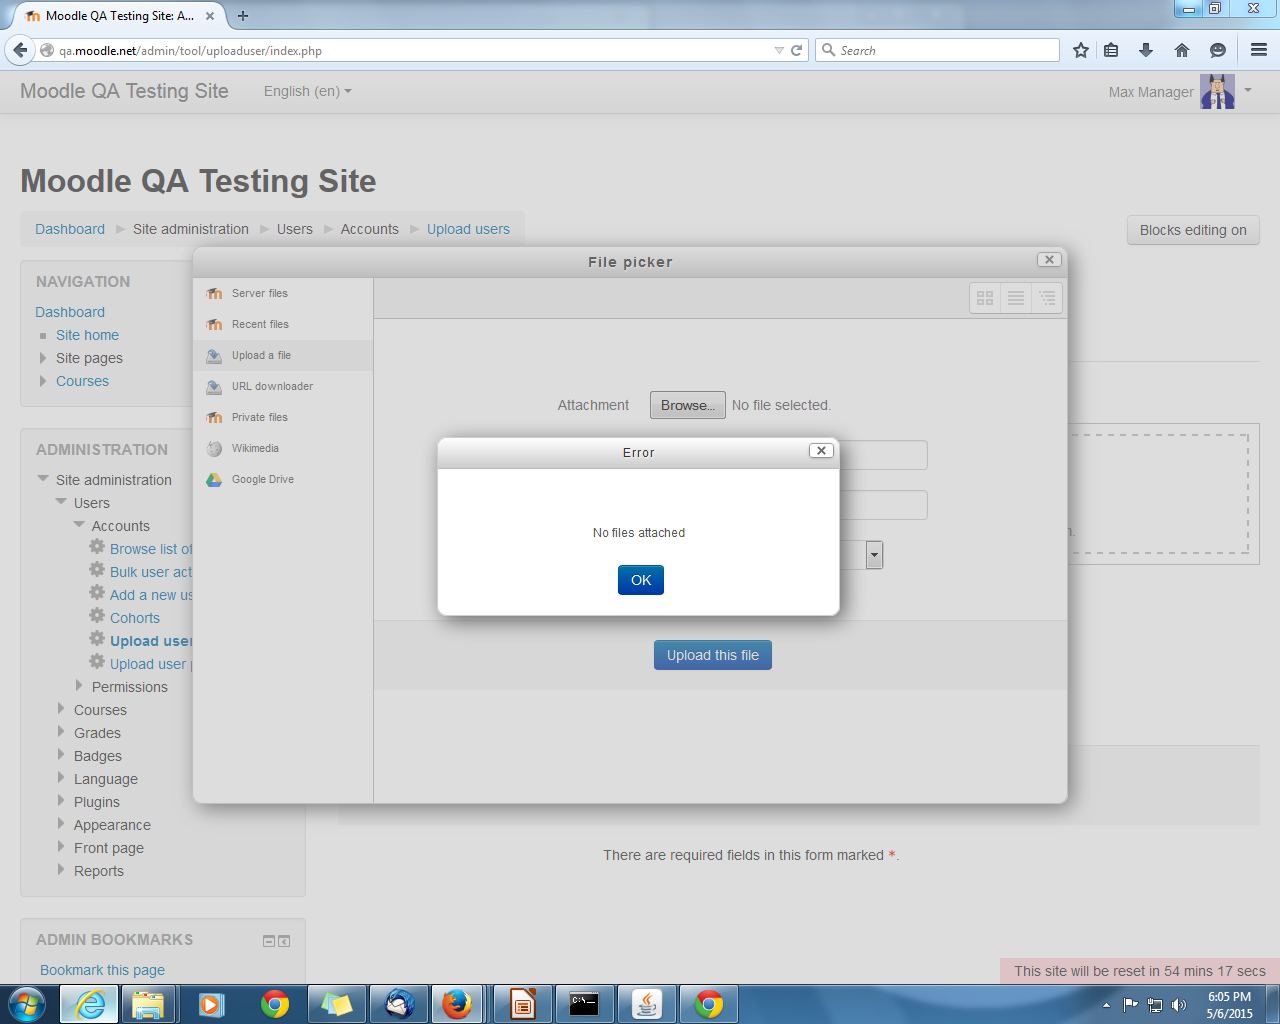 Moodle QA Testing Site: A...
qa.moodle.net/admin/tool/uploaduser/index.php
Search
Moodle QA Testing Site
English (en)
Max Manager
Moodle QA Testing Site
Dashboard Site administration Users Accounts Upload users
Blocks editing on
NAVIGATION
Dashboard
Site home
Site pages
Courses
ADMINISTRATION
Site administration
Users
Accounts
Browse list of
Bulk user act
Add a new us
Cohorts
Upload user
Upload user
Permissions
Courses
Grades
Badges
Language
Plugins
Appearance
Front page
Reports
ADMIN BOOKMARKS
Bookmark this page
File picker
Server files
Recent files
Upload a file
URL downloader
Private files
Wikimedia
Google Drive
Attachment Browse... No file selected.
Error
No files attached
OK
Upload this file
There are required fields in this form marked *.
This site will be reset in 54 mins 17 secs
6:05 PM
5/6/2015